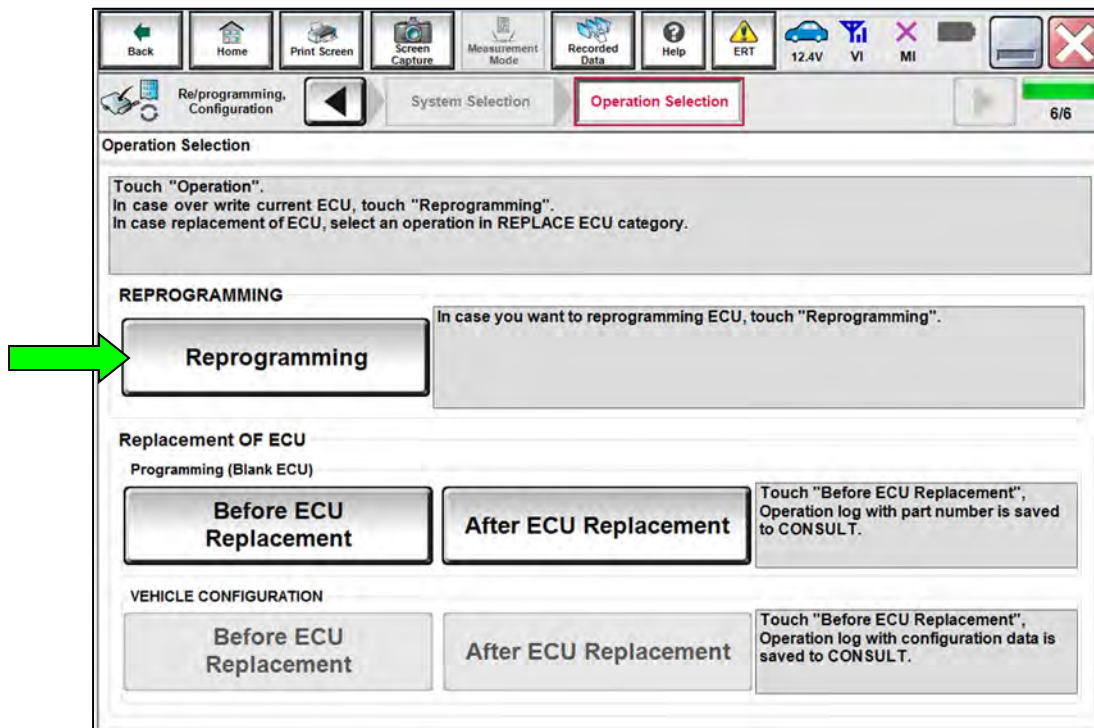 Back
Home
Print Screen
Screen
Capture
Measurement
Mode
Recorded
Data
Help
ERT
12.4V
VI
MI
Re/programming,
Configuration
System Selection
Operation Selection
6/6
Operation Selection
Touch "Operation".
In case over write current ECU, touch "Reprogramming".
In case replacement of ECU, select an operation in REPLACE ECU category.
REPROGRAMMING
Reprogramming
In case you want to reprogramming ECU, touch "Reprogramming".
Replacement OF ECU
Programming (Blank ECU)
Before ECU
Replacement
After ECU Replacement
Touch "Before ECU Replacement",
Operation log with part number is saved
to CONSULT.
VEHICLE CONFIGURATION
Before ECU
Replacement
After ECU Replacement
Touch "Before ECU Replacement",
Operation log with configuration data is
saved to CONSULT.